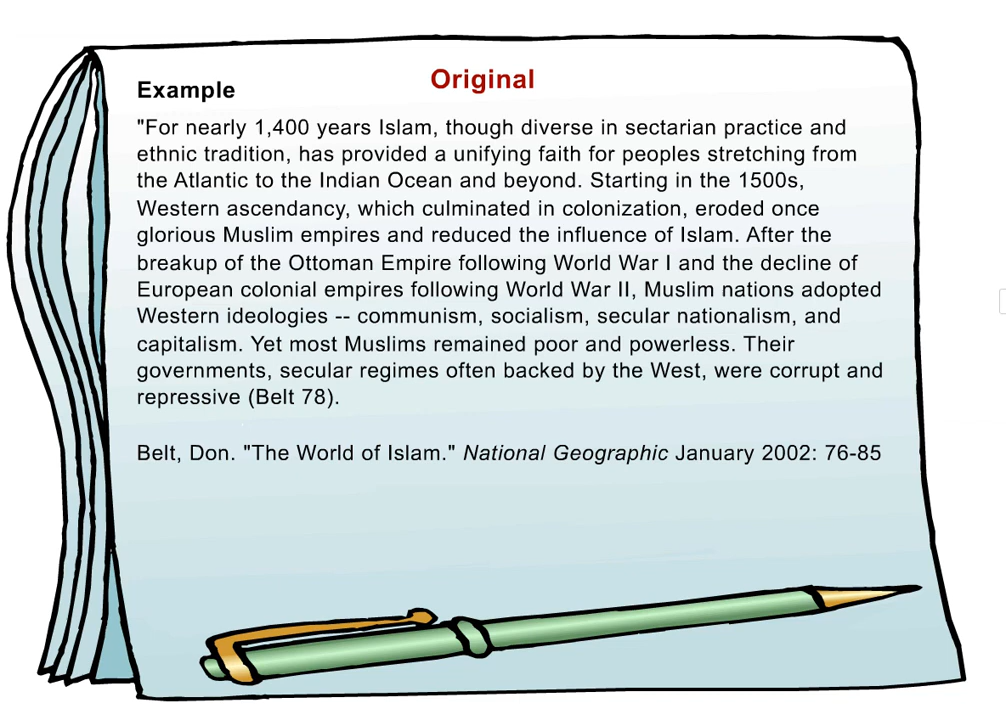 Original
Example
"For nearly 1,400 years Islam, though diverse in sectarian practice and
ethnic tradition, has provided a unifying faith for peoples stretching from
the Atlantic to the Indian Ocean and beyond. Starting in the 1500s,
Western ascendancy, which culminated in colonization, eroded once
glorious Muslim empires and reduced the influence of Islam. After the
breakup of the Ottoman Empire following World War I and the decline of
European colonial empires following World War II, Muslim nations adopted
Western ideologies -- communism, socialism, secular nationalism, and
capitalism. Yet most Muslims remained poor and powerless. Their
governments, secular regimes often backed by the West, were corrupt and
repressive (Belt 78).
Belt, Don. "The World of Islam." National Geographic January 2002: 76-85